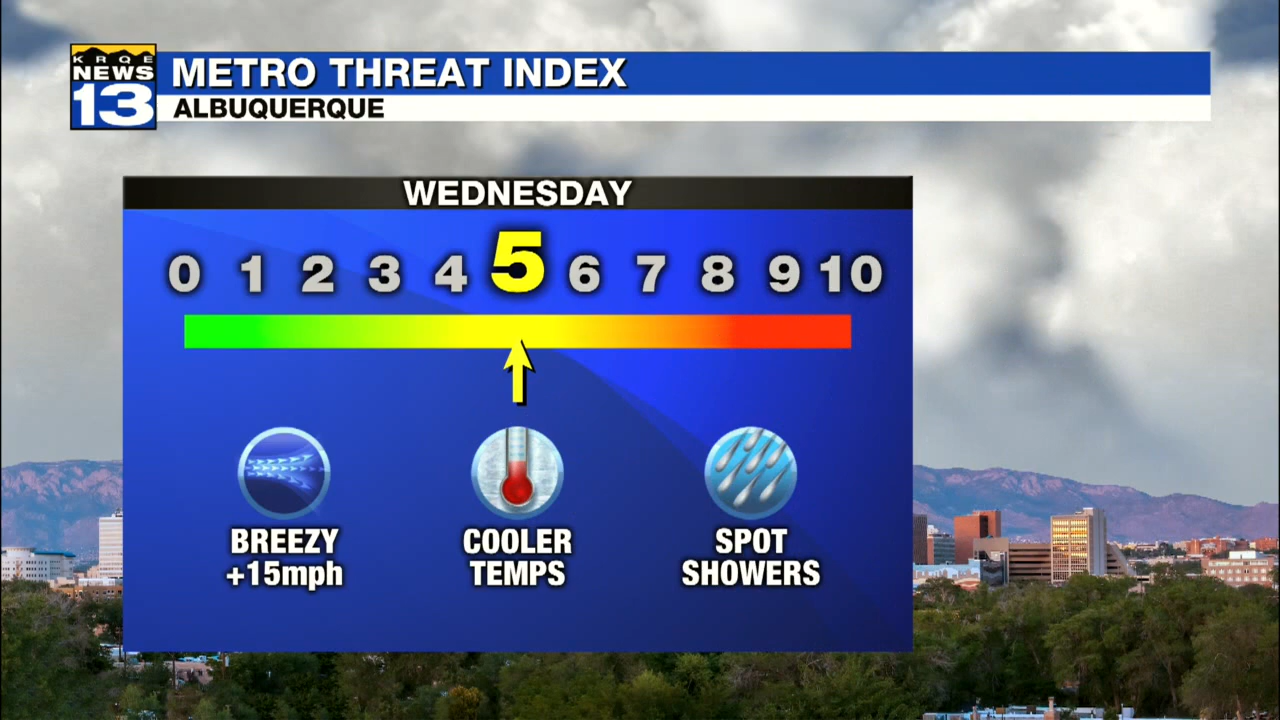 KRQE
NEWS
13
METRO THREAT INDEX
ALBUQUERQUE
WEDNESDAY
0 1 2 3 4 5 6 7 8 9 10
BREEZY
+15mph
COOLER
TEMPS
SPOT
SHOWERS